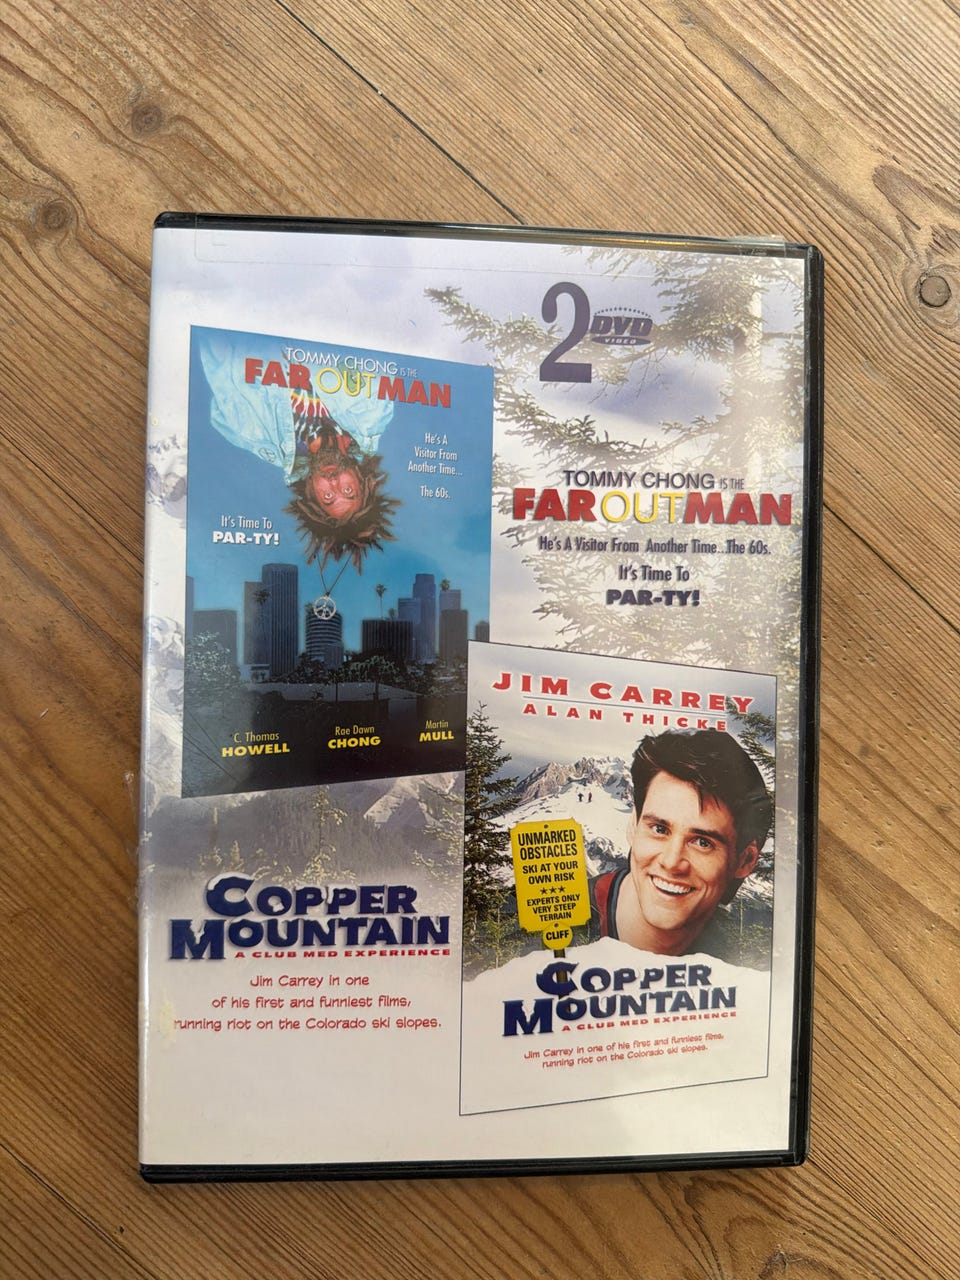 2 DVD
VIDEO
TOMMY CHONG IS THE
FAR OUT MAN
He's A
Visitor From
Another Time...
The 60s.
It's Time To
PAR-TY!
C. Thomas
HOWELL
Rae Dawn
CHONG
Martin
MULL
TOMMY CHONG IS THE
FAR OUT MAN
He's A Visitor From Another Time...The 60s.
It's Time To
PAR-TY!
JIM CARREY
ALAN THICKE
UNMARKED
OBSTACLES
SKI AT YOUR
OWN RISK
EXPERTS ONLY
VERY STEEP
TERRAIN
CLIFF
COPPER
MOUNTAIN
A CLUB MED EXPERIENCE
Jim Carrey in one of his first and funniest films,
running riot on the Colorado ski slopes.
COPPER
MOUNTAIN
A CLUB MED EXPERIENCE
Jim Carrey in one
of his first and funniest films,
running riot on the Colorado ski slopes.